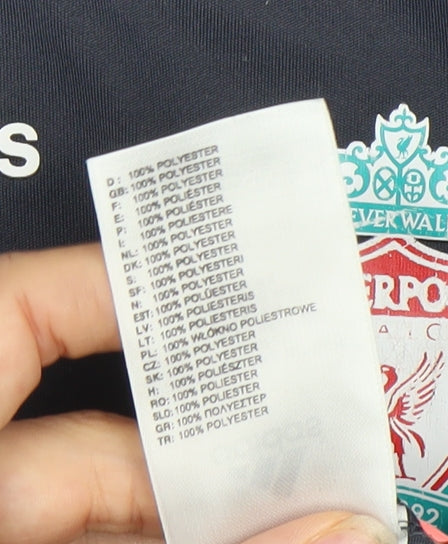 S
D: 100% POLYESTER
GB: 100% POLYESTER
F: 100% POLYESTER
E: 100% POLIÉSTER
P: 100% POLIÉSTER
I: 100% POLIESTERE
NL: 100% POLYESTER
DK: 100% POLYESTER
S: 100% POLYESTER
SF: 100% POLYESTERI
N: 100% POLYESTER
EST: 100% POLÜESTER
LV: 100% POLIESTERIS
LT: 100% POLIESTERIS
PL: 100% WŁÓKNO POLIESTROWE
CZ: 100% POLYESTER
SK: 100% POLYESTER
H: 100% POLIÉSZTER
RO: 100% POLIESTER
SLO: 100% POLIESTER
GR: 100% ΠΟΛΥΕΣΤΕΡ
TR: 100% POLYESTER
EVER WAL
ERPO
A C
92